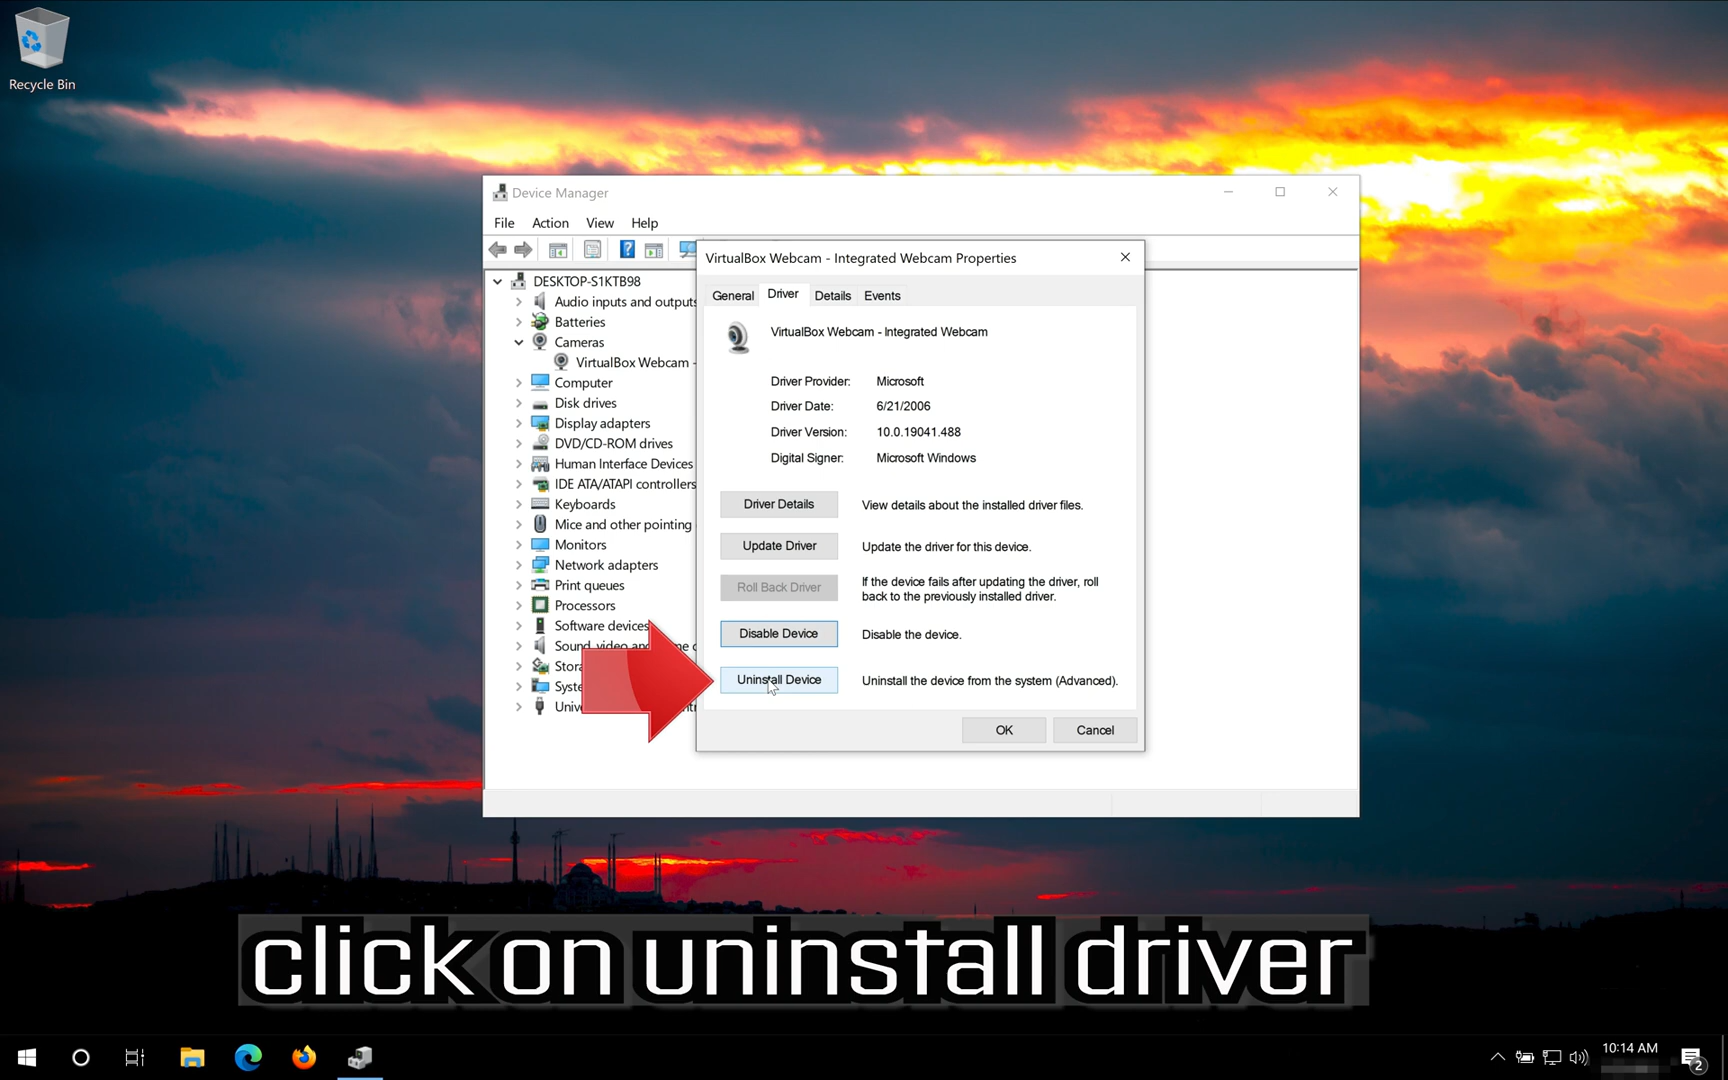 Recycle Bin
Device Manager
File Action View Help
DESKTOP-S1KTB98
Audio inputs and outputs
Batteries
Cameras
VirtualBox Webcam -
Computer
Disk drives
Display adapters
DVD/CD-ROM drives
Human Interface Devices
IDE ATA/ATAPI controllers
Keyboards
Mice and other pointing
Monitors
Network adapters
Print queues
Processors
Software devices
Sound, video and
VirtualBox Webcam - Integrated Webcam Properties
General Driver Details Events
VirtualBox Webcam - Integrated Webcam
Driver Provider: Microsoft
Driver Date: 6/21/2006
Driver Version: 10.0.19041.488
Digital Signer: Microsoft Windows
Driver Details View details about the installed driver files.
Update Driver Update the driver for this device.
Roll Back Driver If the device fails after updating the driver, roll
back to the previously installed driver.
Disable Device Disable the device.
Uninstall Device Uninstall the device from the system (Advanced).
OK Cancel
click on uninstall driver
10:14 AM
2